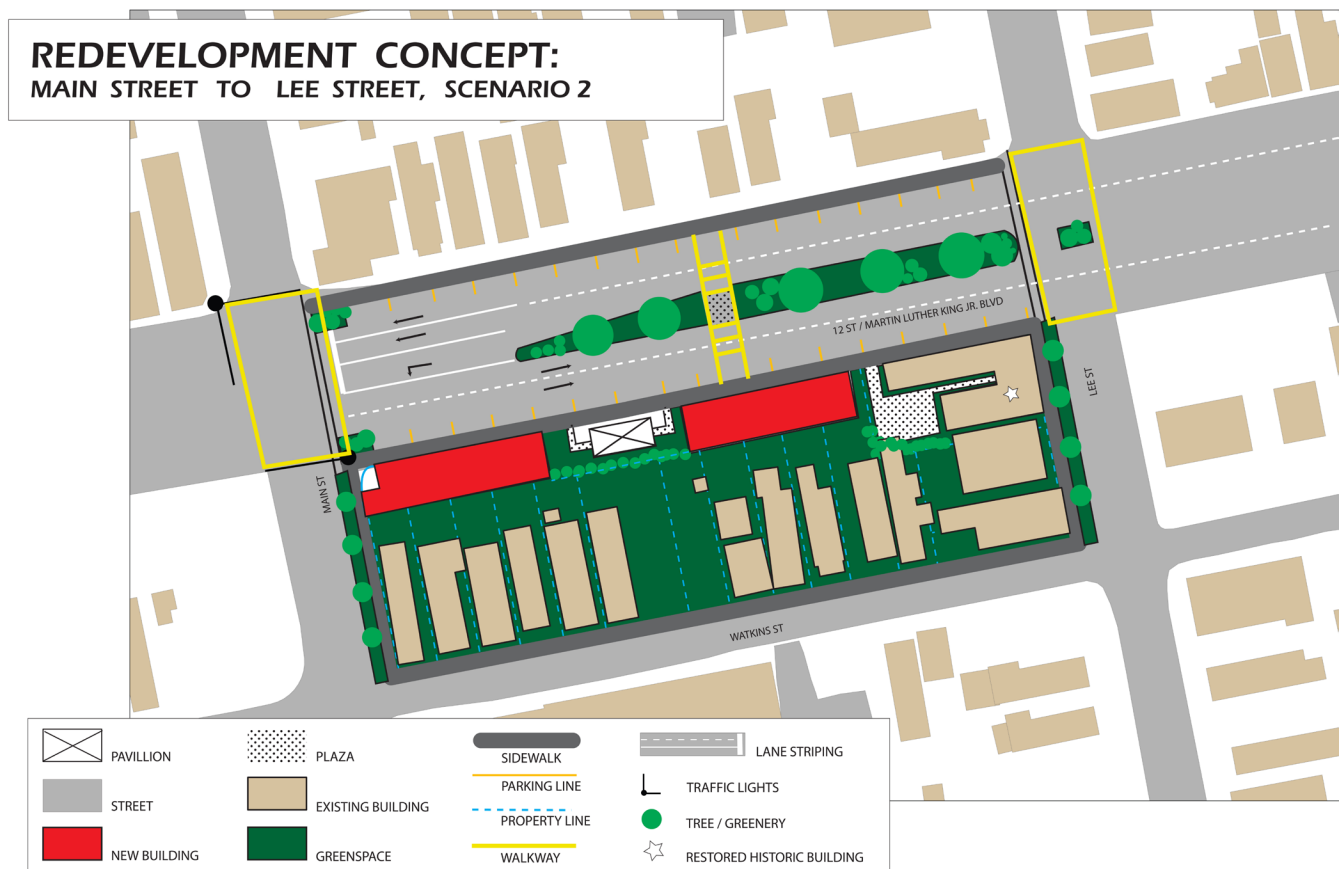 REDEVELOPMENT CONCEPT:
MAIN STREET TO LEE STREET, SCENARIO 2
12 ST / MARTIN LUTHER KING JR. BLVD
LEE ST
MAIN ST
WATKINS ST
PAVILLION
PLAZA
SIDEWALK
LANE STRIPING
PARKING LINE
STREET
EXISTING BUILDING
TRAFFIC LIGHTS
PROPERTY LINE
TREE / GREENERY
NEW BUILDING
GREENSPACE
WALKWAY
RESTORED HISTORIC BUILDING